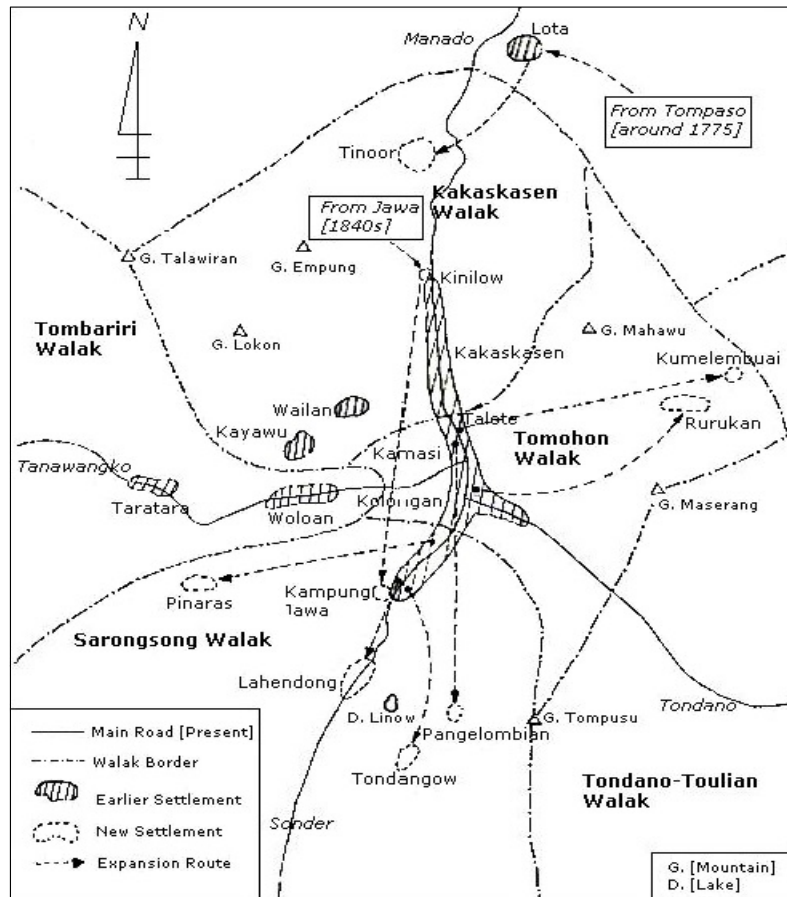 Lota
Manado
From Tompaso
[around 1775]
Tinoor
Kakaskasen
Walak
From Jawa
[1840s]
G. Talawiran
G. Empung
Kinilow
Tombariri
Walak
G. Lokon
Kakaskasen
G. Mahawu
Kumelembuai
Wailan
Talete
Rurukan
Kayawu
Kamasi
Tomohon
Walak
Tanawangko
Taratara
Woloan
Kolongan
G. Maserang
Pinaras
Kampung
Jawa
Sarongsong Walak
Lahendong
D. Linow
Pangelombian
G. Tompusu
Tondano
Tondangow
Tondano-Toulian
Walak
Sonder
Main Road [Present]
Walak Border
Earlier Settlement
New Settlement
Expansion Route
G. [Mountain]
D. [Lake]